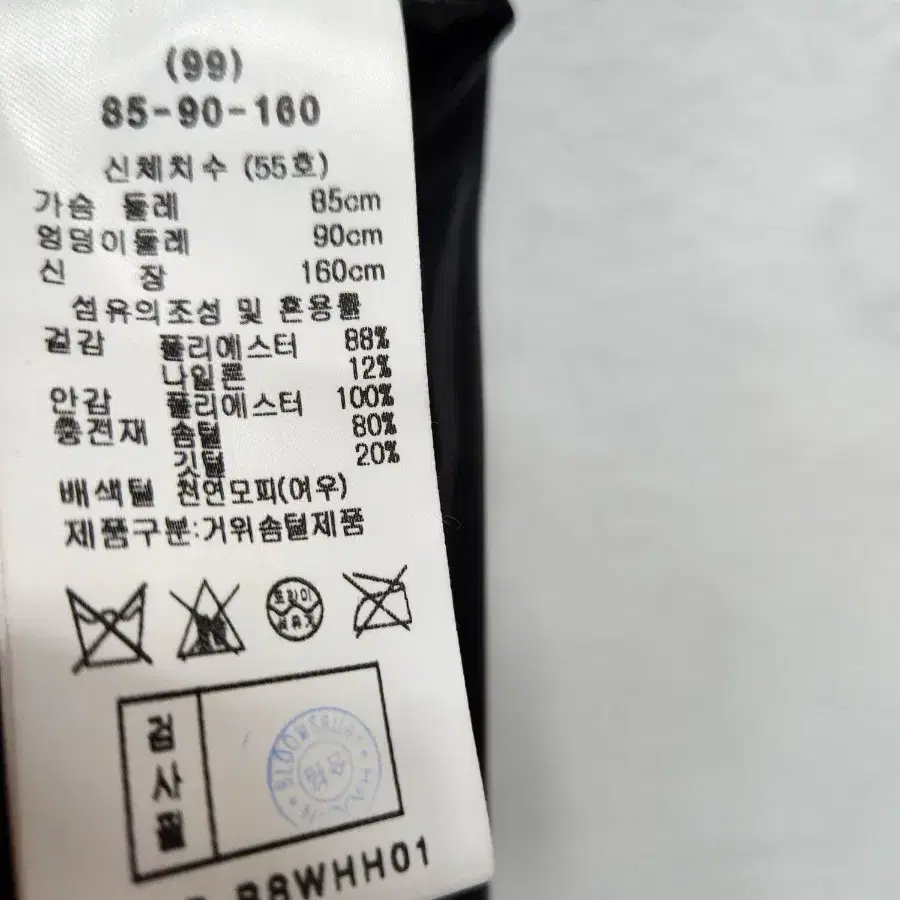 (99)
85-90-160
신체치수 (55호)
가슴 둘레 85cm
엉덩이둘레 90cm
신 장 160cm
섬유의조성 및 혼용률
겉감 폴리에스터 88%
나일론 12%
안감 폴리에스터 100%
충전재 솜털 80%
깃털 20%
배색털 천연모피(여우)
제품구분:거위솜털제품
드라이
검사필
B8WHH01